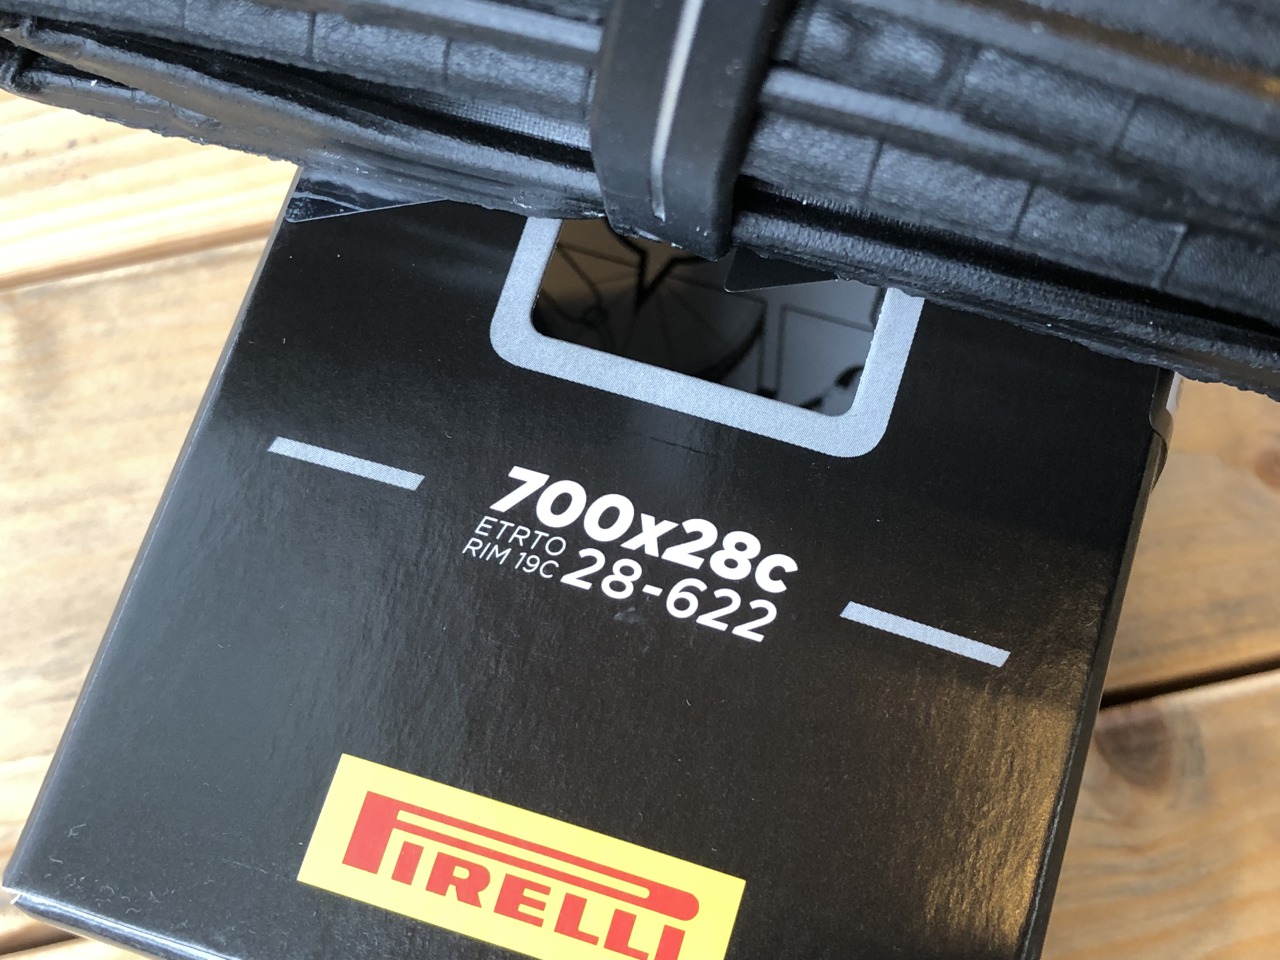 700x28c
ETRTO
RIM 19C 28-622
PIRELLI